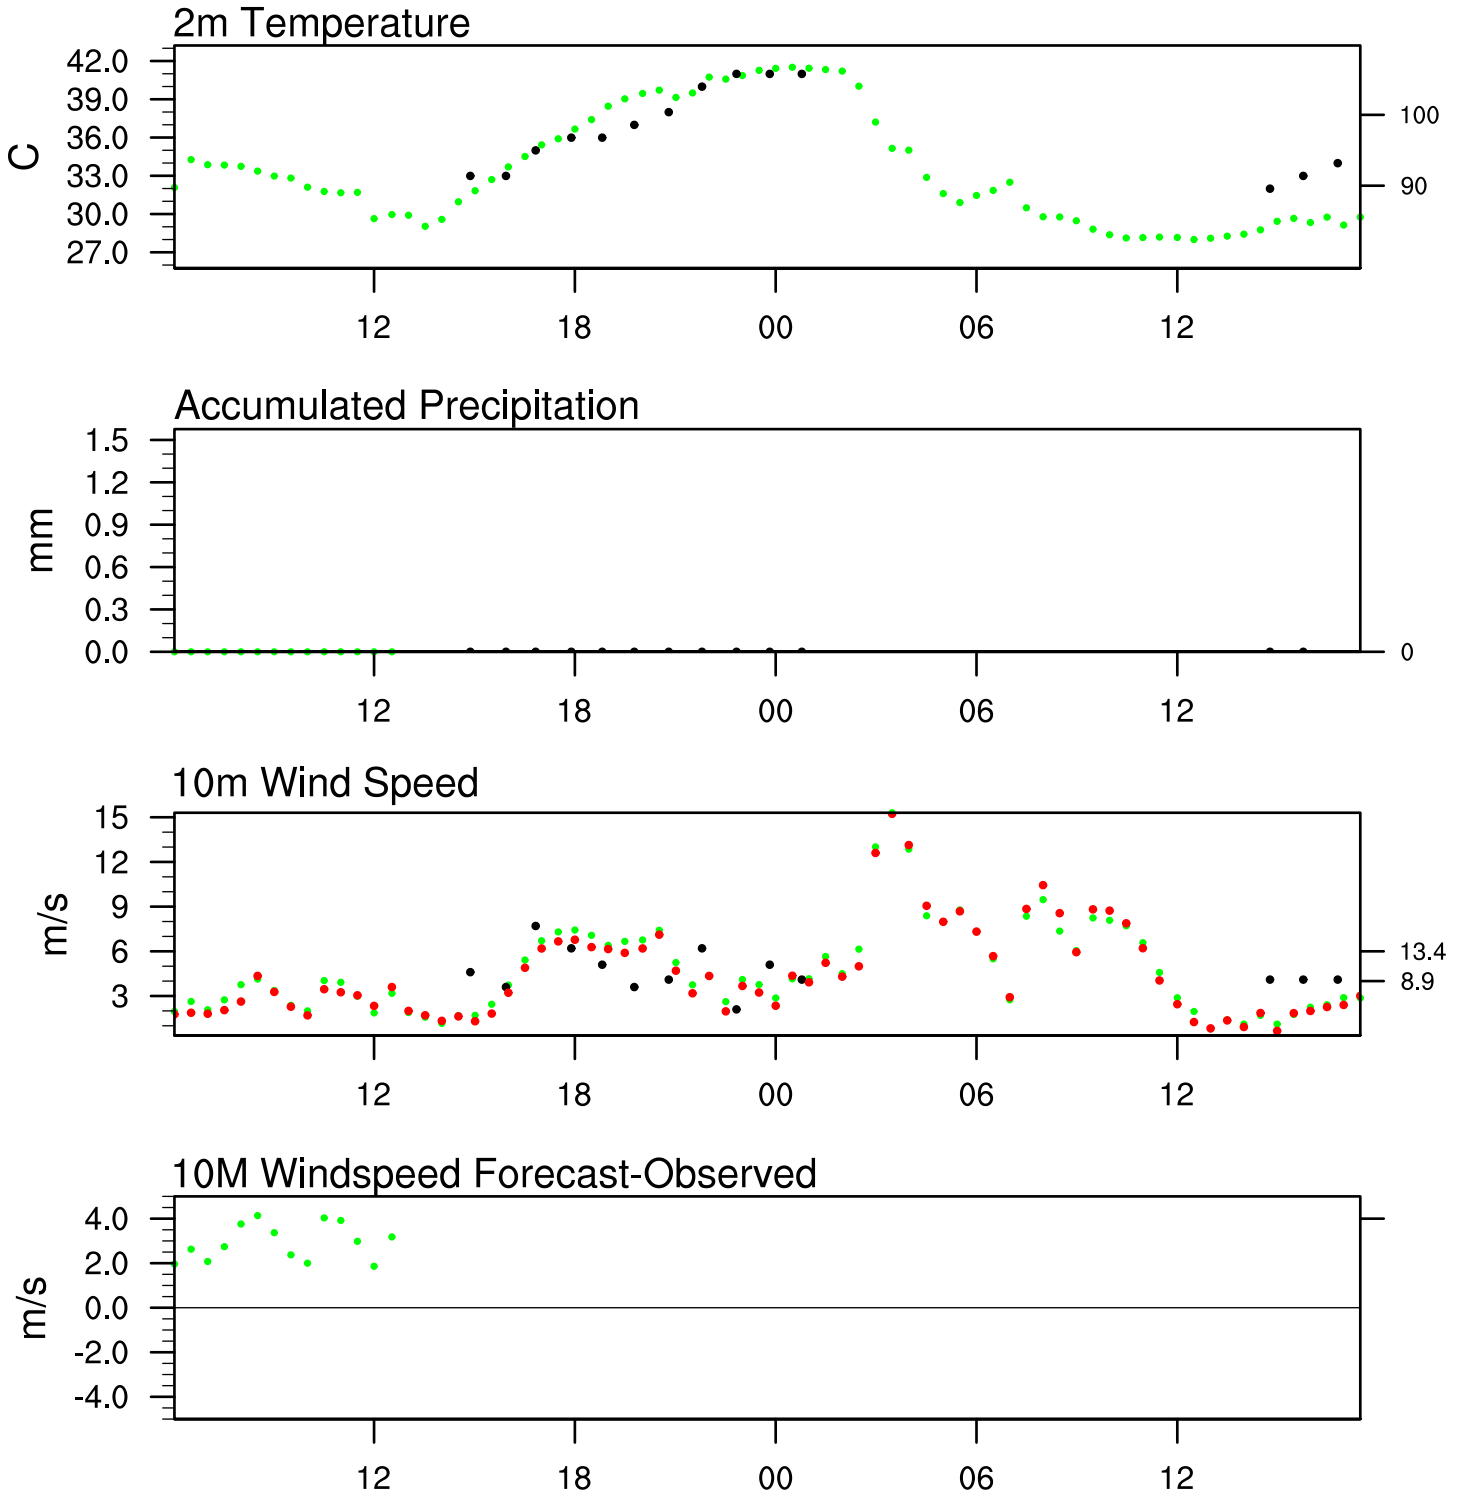 2m Temperature
42.0
39.0
36.0
33.0
30.0
27.0
C
100
90
12 18 00 06 12
Accumulated Precipitation
1.5
1.2
0.9
0.6
0.3
0.0
mm
0
12 18 00 06 12
10m Wind Speed
15
12
9
6
3
m/s
13.4
8.9
12 18 00 06 12
10M Windspeed Forecast-Observed
4.0
2.0
0.0
-2.0
-4.0
m/s
12 18 00 06 12